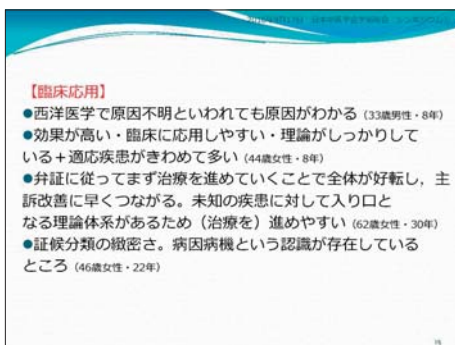 【臨床応用】
●西洋医学で原因不明といわれても原因がわかる (33歳男性・8年)
●効果が高い・臨床に応用しやすい・理論がしっかりして
いる＋適応疾患がきわめて多い (44歳女性・8年)
●弁証に従ってまず治療を進めていくことで全体が好転し，主
訴改善に早くつながる。未知の疾患に対して入り口と
なる理論体系があるため（治療を）進めやすい (62歳女性・30年)
●証候分類の緻密さ。病因病機という認識が存在している
ところ (46歳女性・22年)